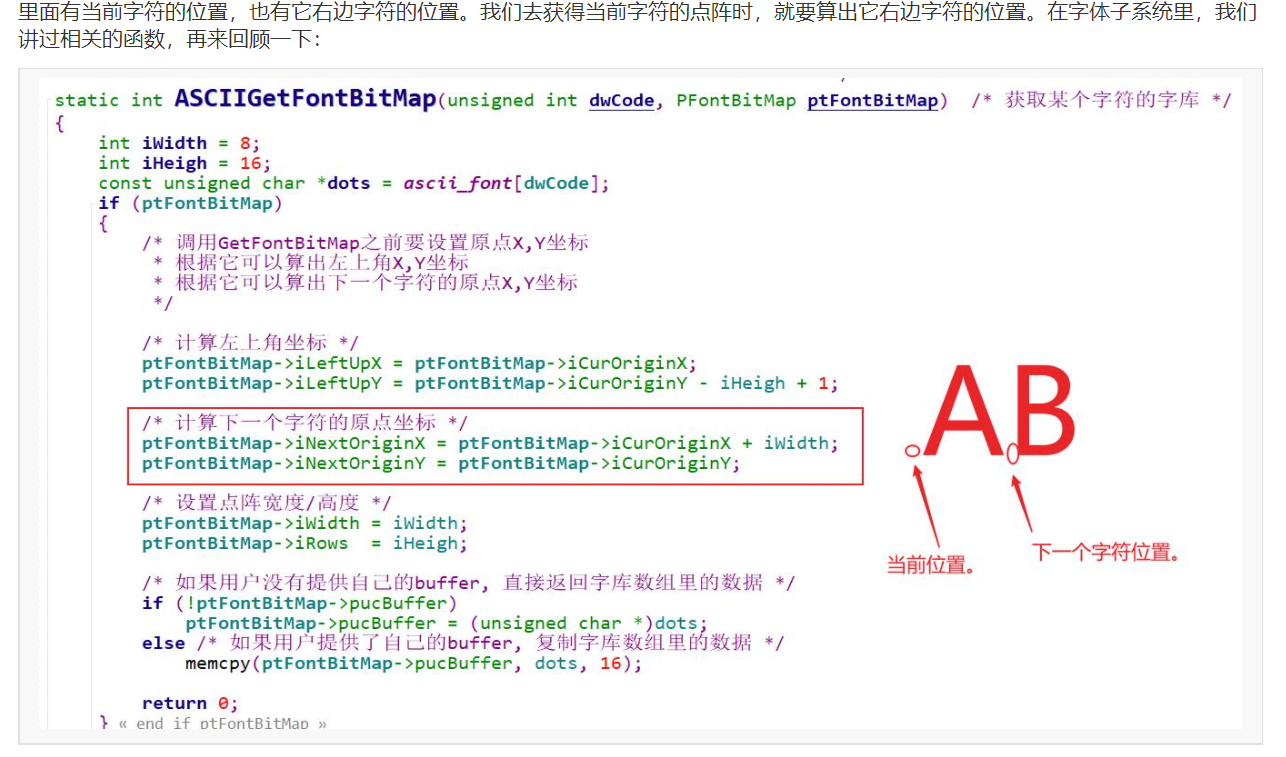 里面有当前字符的位置，也有它右边字符的位置。我们去获得当前字符的点阵时，就要算出它右边字符的位置。在字体子系统里，我们
讲过相关的函数，再来回顾一下：
static int ASCIIGetFontBitMap(unsigned int dwCode, PFontBitMap ptFontBitMap) /* 获取某个字符的字库 */
{
int iWidth = 8;
int iHeigh = 16;
const unsigned char *dots = ascii_font[dwCode];
if (ptFontBitMap)
{
/* 调用GetFontBitMap之前要设置原点X,Y坐标
* 根据它可以算出左上角X,Y坐标
* 根据它可以算出下一个字符的原点X,Y坐标
*/
/* 计算左上角坐标 */
ptFontBitMap->iLeftUpX = ptFontBitMap->iCurOriginX;
ptFontBitMap->iLeftUpY = ptFontBitMap->iCurOriginY - iHeigh + 1;
/* 计算下一个字符的原点坐标 */
ptFontBitMap->iNextOriginX = ptFontBitMap->iCurOriginX + iWidth;
ptFontBitMap->iNextOriginY = ptFontBitMap->iCurOriginY;
/* 设置点阵宽度/高度 */
ptFontBitMap->iWidth = iWidth;
ptFontBitMap->iRows = iHeigh;
/* 如果用户没有提供自己的buffer, 直接返回字库数组里的数据 */
if (!ptFontBitMap->pucBuffer)
ptFontBitMap->pucBuffer = (unsigned char *)dots;
else /* 如果用户提供了自己的buffer, 复制字库数组里的数据 */
memcpy(ptFontBitMap->pucBuffer, dots, 16);
return 0;
} « end if ptFontBitMap »
AB
当前位置。
下一个字符位置。